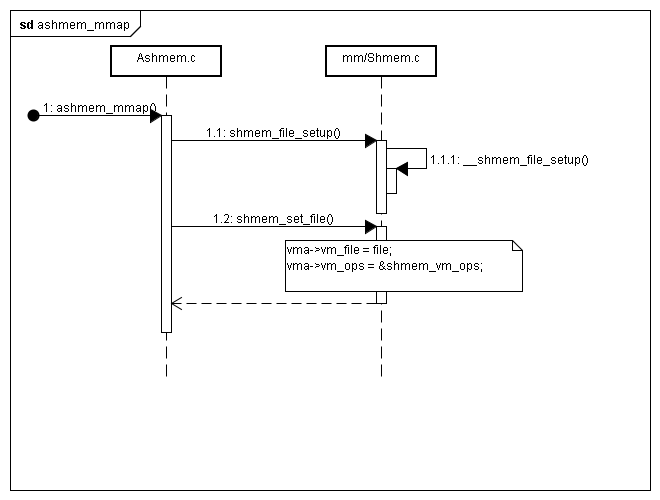 sd ashmem_mmap
Ashmem.c
mm/Shmem.c
1: ashmem_mmap()
1.1: shmem_file_setup()
1.1.1: __shmem_file_setup()
1.2: shmem_set_file()
vma->vm_file = file;
vma->vm_ops = &shmem_vm_ops;